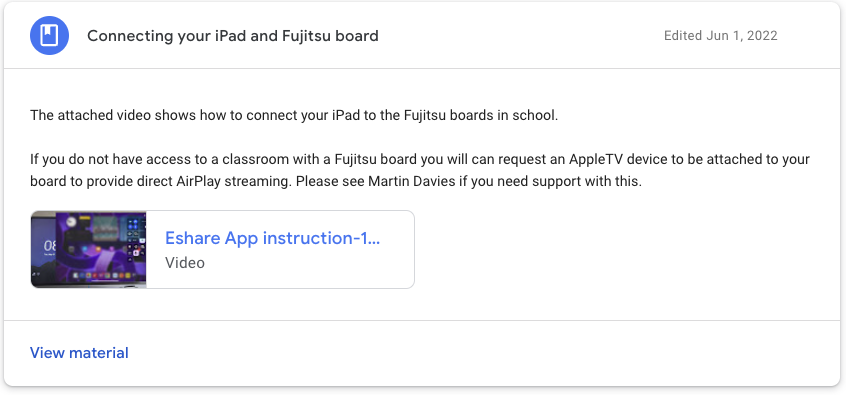 Connecting your iPad and Fujitsu board
Edited Jun 1, 2022
The attached video shows how to connect your iPad to the Fujitsu boards in school.
If you do not have access to a classroom with a Fujitsu board you will can request an AppleTV device to be attached to your
board to provide direct AirPlay streaming. Please see Martin Davies if you need support with this.
Eshare App instruction-1...
Video
View material